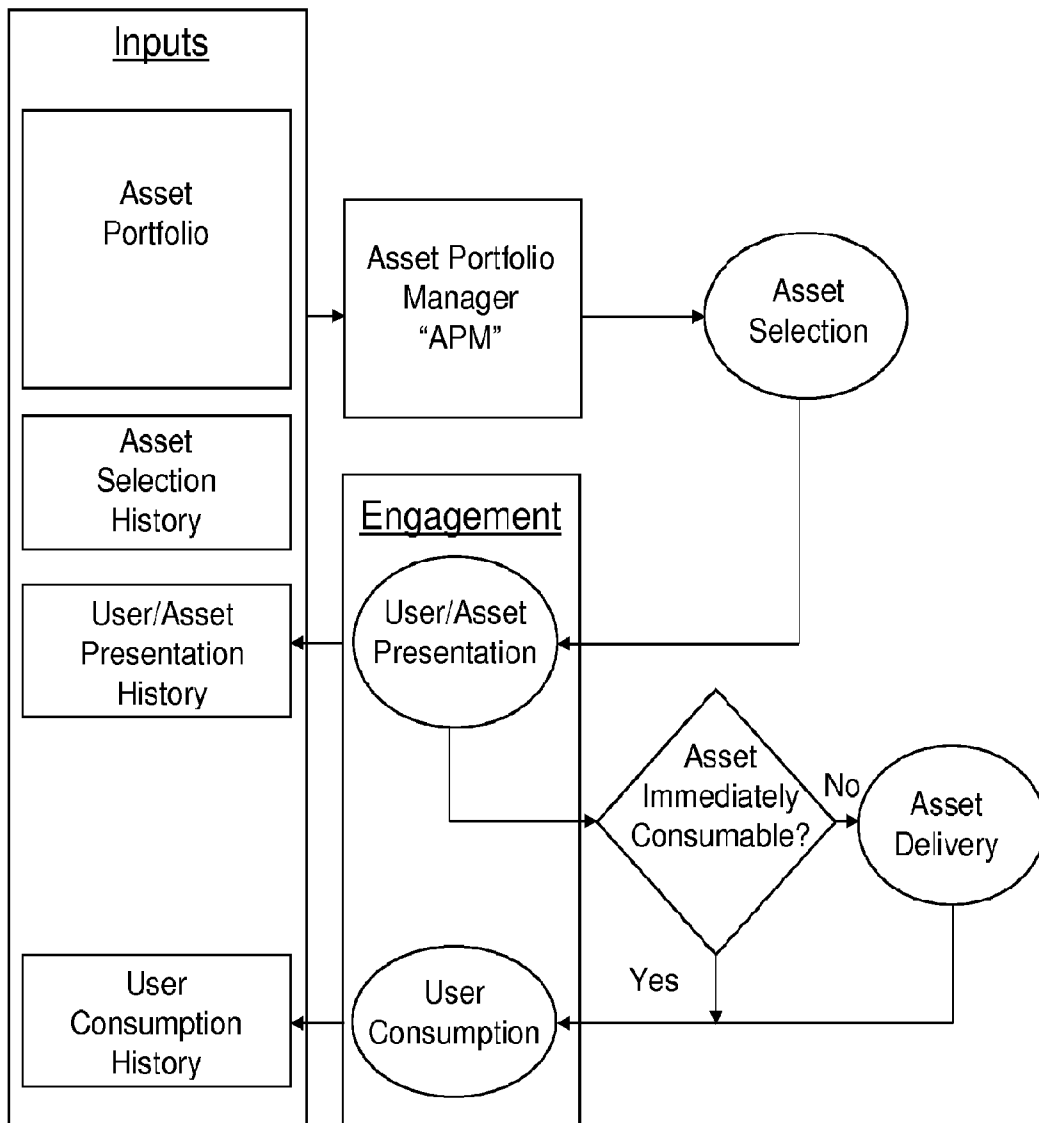 Inputs
Asset
Portfolio
Asset Portfolio
Manager
“APM”
Asset
Selection
Asset
Selection
History
Engagement
User/Asset
Presentation
History
User/Asset
Presentation
Asset
Immediately
Consumable?
No
Asset
Delivery
Yes
User
Consumption
History
User
Consumption